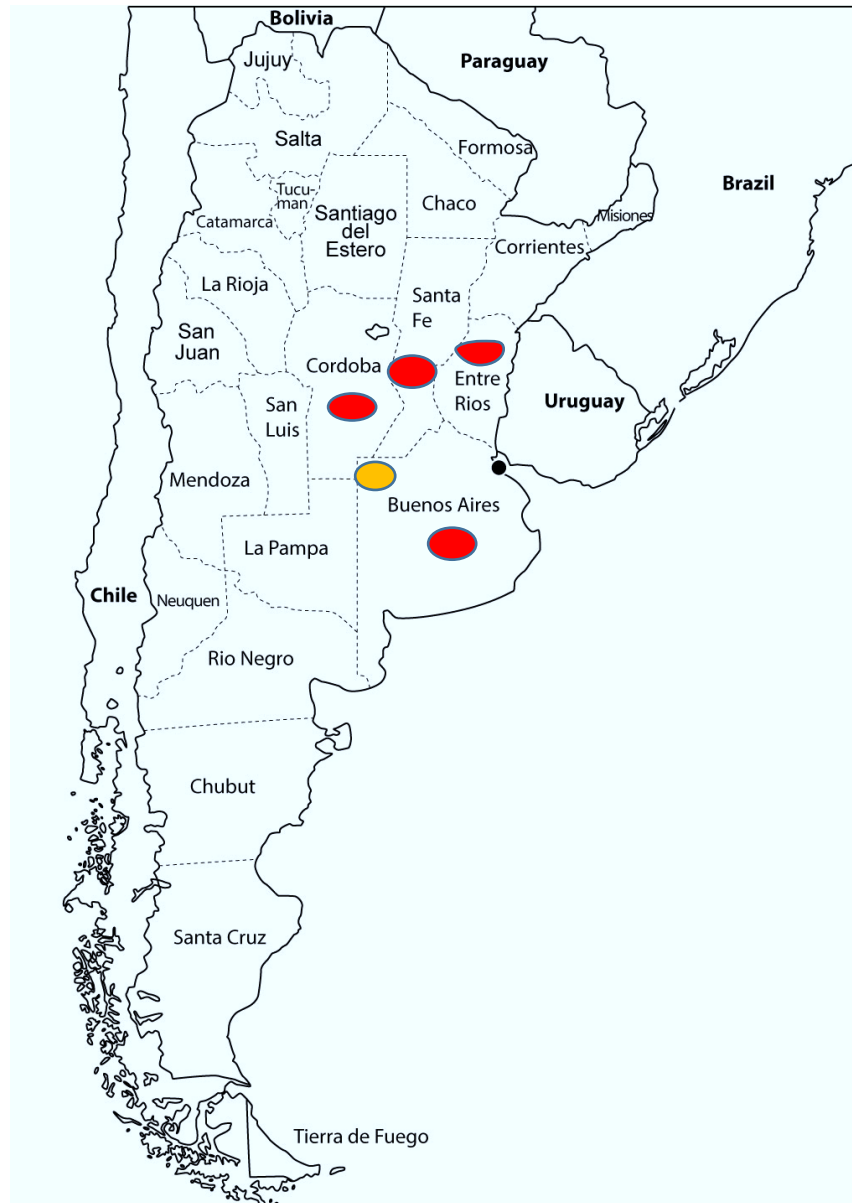 Bolivia
Jujuy
Paraguay
Salta
Formosa
Brazil
Tucu-
man
Chaco
Misiones
Catamarca
Santiago
del
Estero
Corrientes
La Rioja
Santa
Fe
San
Juan
Cordoba
Entre
Rios
Uruguay
San
Luis
Mendoza
Buenos Aires
La Pampa
Chile
Neuquen
Rio Negro
Chubut
Santa Cruz
Tierra de Fuego